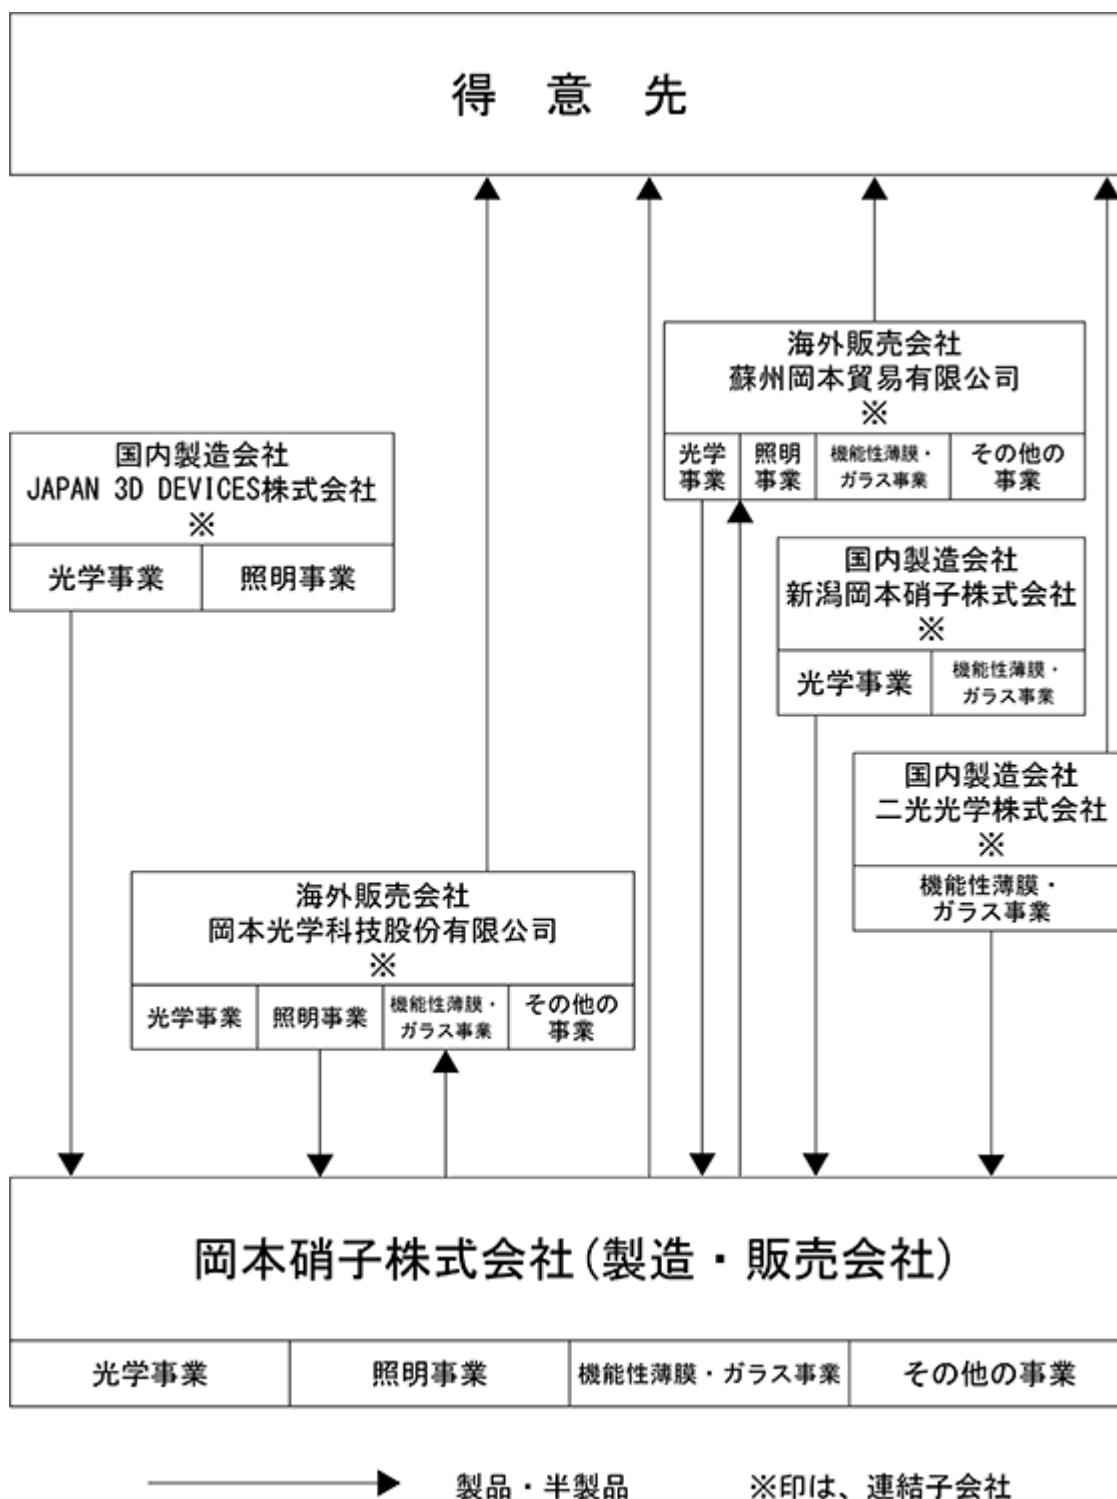 得 意 先
海外販売会社
蘇州岡本貿易有限公司
※
光学
事業
照明
事業
機能性薄膜・
ガラス事業
その他の
事業
国内製造会社
JAPAN 3D DEVICES株式会社
※
光学事業
照明事業
国内製造会社
新潟岡本硝子株式会社
※
光学事業
機能性薄膜・
ガラス事業
国内製造会社
二光光学株式会社
※
機能性薄膜・
ガラス事業
海外販売会社
岡本光学科技股份有限公司
※
光学事業
照明事業
機能性薄膜・
ガラス事業
その他の
事業
岡本硝子株式会社(製造・販売会社)
光学事業
照明事業
機能性薄膜・ガラス事業
その他の事業
製品・半製品
※印は、連結子会社